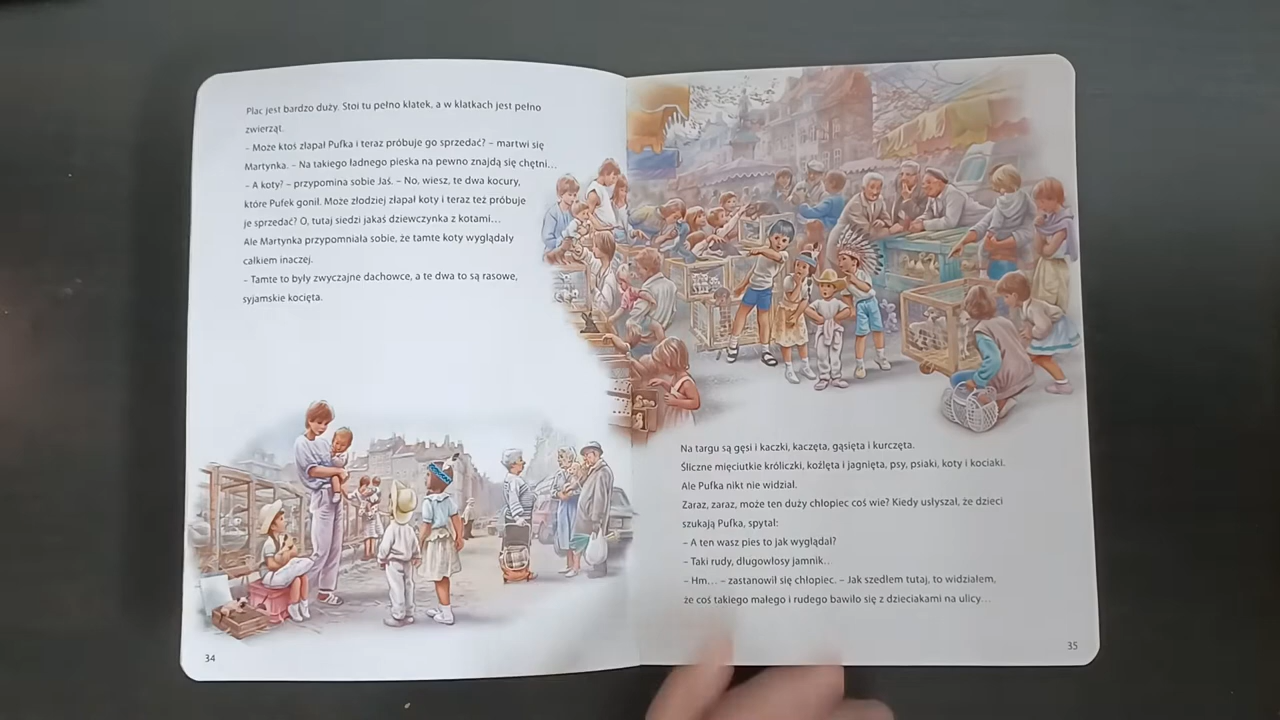 Plac jest bardzo duży. Stoi tu pełno klatek, a w klatkach jest pełno
zwierząt.
– Może ktoś złapał Pufka i teraz próbuje go sprzedać? – martwi się
Martynka. – Na takiego ładnego pieska na pewno znajdą się chętni...
– A koty? – przypomina sobie Jaś. – No, wiesz, te dwa kocury,
które Pufek gonił. Może złodziej złapał koty i teraz też próbuje
je sprzedać? O, tutaj siedzi jakaś dziewczynka z kotami...
Ale Martynka przypomniała sobie, że tamte koty wyglądały
całkiem inaczej.
– Tamte to były zwyczajne dachowce, a te dwa to są rasowe,
syjamskie kocięta.
34
Na targu są gęsi i kaczki, kaczęta, gąsięta i kurczęta.
Śliczne mięciutkie króliczki, koźlęta i jagnięta, psy, psiaki, koty i kociaki.
Ale Pufka nikt nie widział.
Zaraz, zaraz, może ten duży chłopiec coś wie? Kiedy usłyszał, że dzieci
szukają Pufka, spytał:
– A ten wasz pies to jak wyglądał?
– Taki rudy, długowłosy jamnik...
– Hm... – zastanowił się chłopiec. – Jak szedłem tutaj, to widziałem,
że coś takiego małego i rudego bawiło się z dzieciakami na ulicy...
35